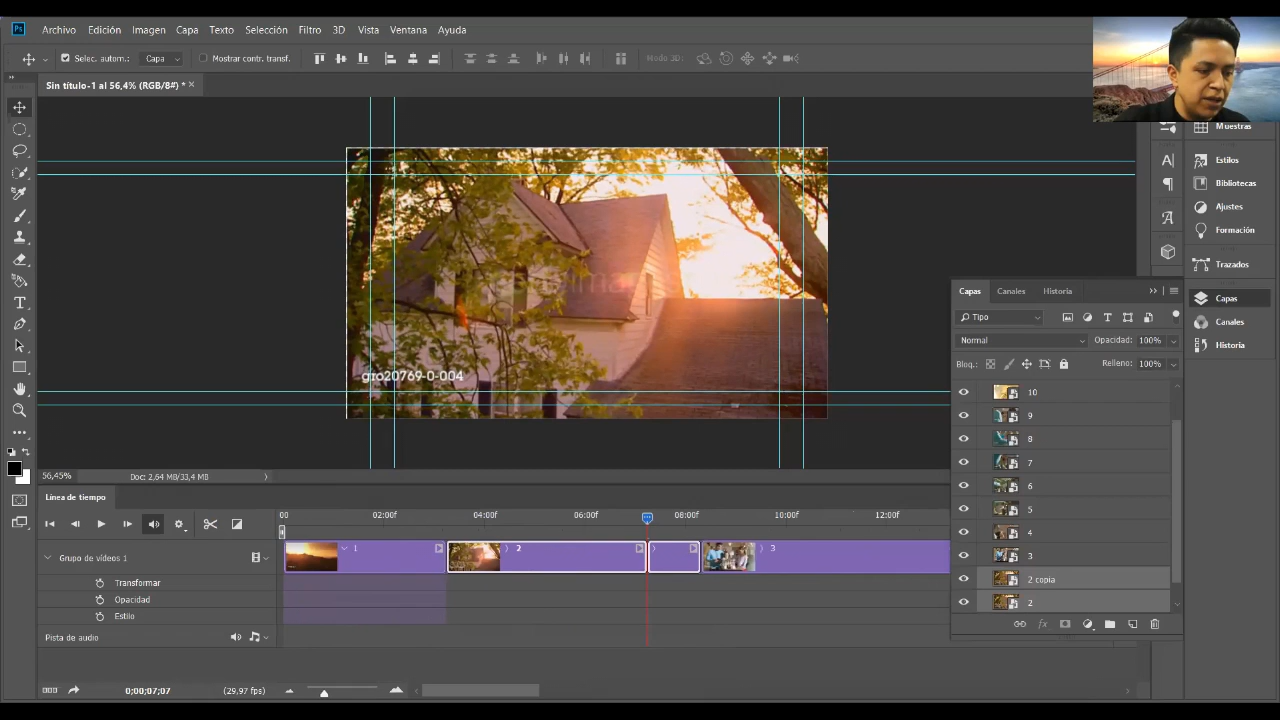 Ps Archivo Edición Imagen Capa Texto Selección Filtro 3D Vista Ventana Ayuda
Selec. autom.: Capa Mostrar contr. transf. Modo 3D:
Sin título-1 al 56,4% (RGB/8#) * ×
Muestras
Estilos
Bibliotecas
Ajustes
Formación
Trazados
Capas
Canales
Historia
gro20769-0-004
Capas Canales Historia
Tipo
Normal Opacidad: 100%
Bloq.: Relleno: 100%
10
9
8
7
6
5
4
3
2 copia
2
56,45% Doc: 2,64 MB/33,4 MB
Línea de tiempo
00 02:00f 04:00f 06:00f 08:00f 10:00f 12:00f
Grupo de vídeos 1 1 2 3
Transformar
Opacidad
Estilo
Pista de audio
0;00;07;07 (29,97 fps)